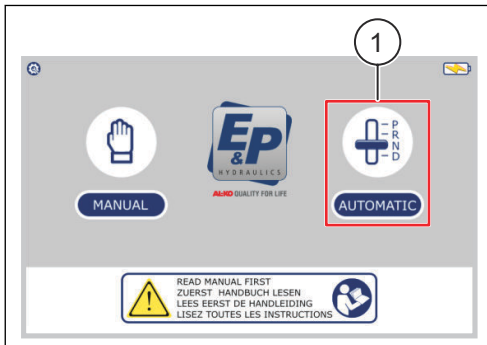 1
P
R
N
D
E&P
HYDRAULICS
AL-KO QUALITY FOR LIFE
MANUAL
AUTOMATIC
READ MANUAL FIRST
ZUERST HANDBUCH LESEN
LEES EERST DE HANDLEIDING
LISEZ TOUTES LES INSTRUCTIONS